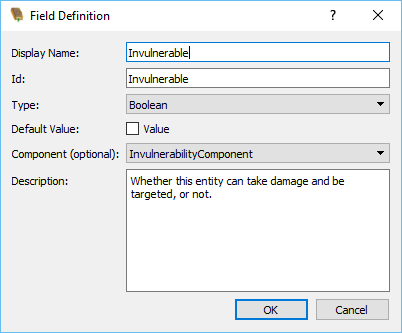 Field Definition
Display Name: Invulnerable
Id: Invulnerable
Type: Boolean
Default Value: Value
Component (optional): InvulnerabilityComponent
Description: Whether this entity can take damage and be
targeted, or not.
OK Cancel